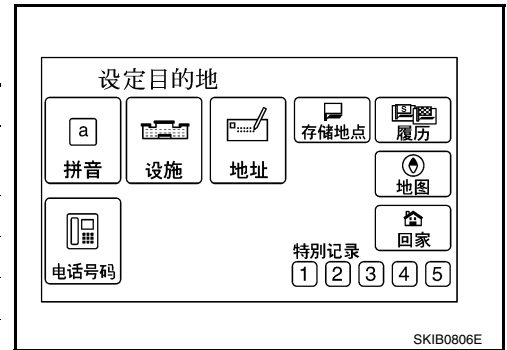 设定目的地
a
拼音
设施
地址
存储地点
S
履历
地图
电话号码
回家
特别记录
1 2 3 4 5
SKIB0806E